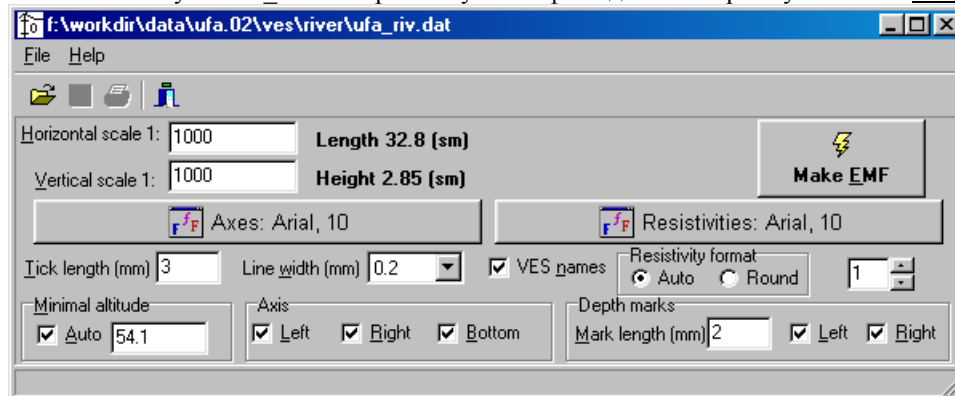 f:\workdir\data\ufa.02\ves\river\ufa_riv.dat
File Help
Horizontal scale 1: 1000 Length 32.8 (sm)
Vertical scale 1: 1000 Height 2.85 (sm)
Make EMF
Axes: Arial, 10 Resistivities: Arial, 10
Tick length (mm) 3 Line width (mm) 0.2 VES names Resistivity format Auto Round 1
Minimal altitude Axis Depth marks
Auto 54.1 Left Right Bottom Mark length (mm) 2 Left Right